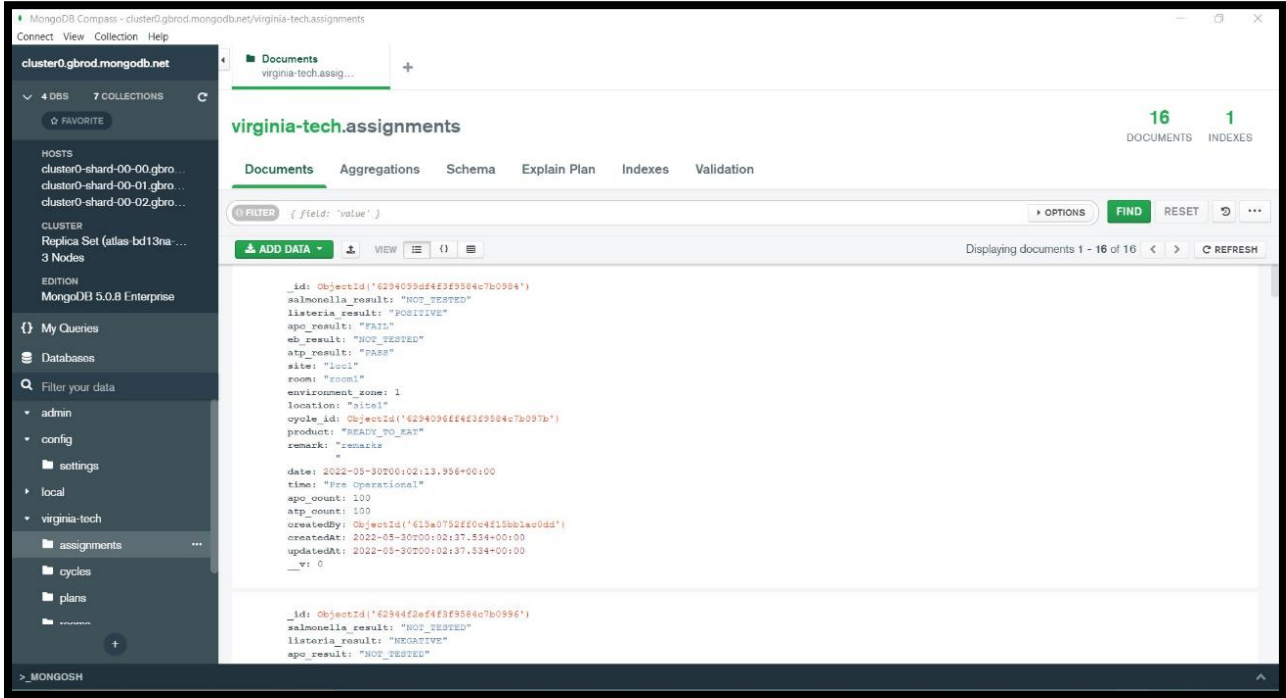 MongoDB Compass - cluster0.gbrod.mongodb.net/virginia-tech.assignments
Connect View Collection Help
cluster0.gbrod.mongodb.net
Documents
virginia-tech.assig...
4 DBS 7 COLLECTIONS
FAVORITE
HOSTS
cluster0-shard-00-00.gbro...
cluster0-shard-00-01.gbro...
cluster0-shard-00-02.gbro...
CLUSTER
Replica Set (atlas-bd13na-...
3 Nodes
EDITION
MongoDB 5.0.8 Enterprise
{} My Queries
Databases
Filter your data
admin
config
settings
local
virginia-tech
assignments ...
cycles
plans
>_MONGOSH
virginia-tech.assignments
16 DOCUMENTS
1 INDEXES
Documents Aggregations Schema Explain Plan Indexes Validation
FILTER { field: 'value' }
OPTIONS FIND RESET ...
ADD DATA VIEW {}
Displaying documents 1 - 16 of 16 < > REFRESH
_id: ObjectId('6294099df4f3f9584c7b0984')
salmonella_result: "NOT_TESTED"
listeria_result: "POSITIVE"
apc_result: "FAIL"
eb_result: "NOT_TESTED"
atp_result: "PASS"
site: "loc1"
room: "room1"
environment_zone: 1
location: "site1"
cycle_id: ObjectId('6294096ff4f3f9584c7b097b')
product: "READY_TO_EAT"
remark: "remarks
"
date: 2022-05-30T00:02:13.956+00:00
time: "Pre Operational"
apc_count: 100
atp_count: 100
createdBy: ObjectId('615a0752ff0c4f15bb1ac0dd')
createdAt: 2022-05-30T00:02:37.534+00:00
updatedAt: 2022-05-30T00:02:37.534+00:00
__v: 0
_id: ObjectId('62944f2ef4f3f9584c7b0996')
salmonella_result: "NOT_TESTED"
listeria_result: "NEGATIVE"
apc_result: "NOT_TESTED"